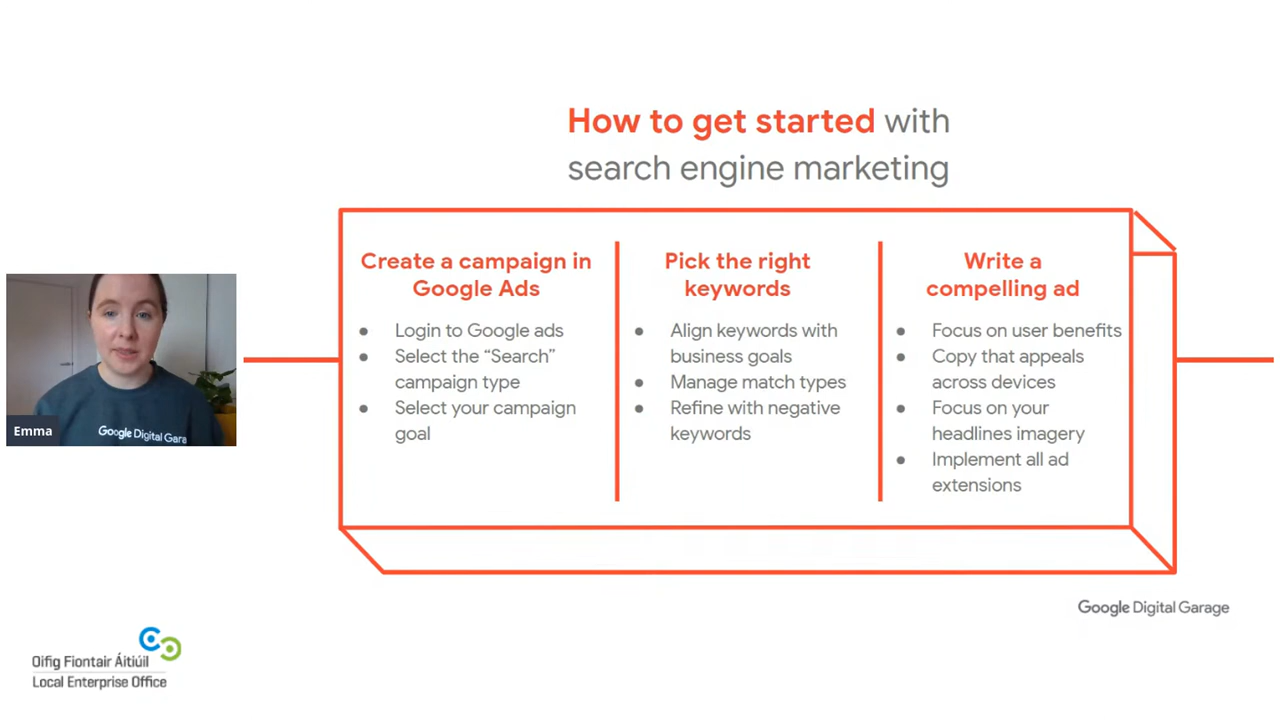 How to get started with
search engine marketing
Create a campaign in
Google Ads
● Login to Google ads
● Select the “Search”
campaign type
● Select your campaign
goal
Pick the right
keywords
● Align keywords with
business goals
● Manage match types
● Refine with negative
keywords
Write a
compelling ad
● Focus on user benefits
● Copy that appeals
across devices
● Focus on your
headlines imagery
● Implement all ad
extensions
Emma
Google Digital Gara
Google Digital Garage
Oifig Fiontair Áitiúil
Local Enterprise Office